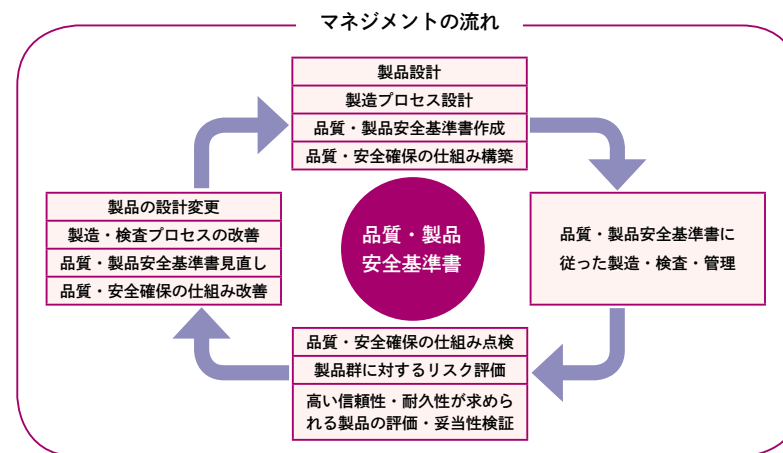 マネジメントの流れ
製品設計
製造プロセス設計
品質・製品安全基準書作成
品質・安全確保の仕組み構築
品質・製品安全基準書に
従った製造・検査・管理
品質・安全確保の仕組み点検
製品群に対するリスク評価
高い信頼性・耐久性が求めら
れる製品の評価・妥当性検証
製品の設計変更
製造・検査プロセスの改善
品質・製品安全基準書見直し
品質・安全確保の仕組み改善
品質・製品
安全基準書